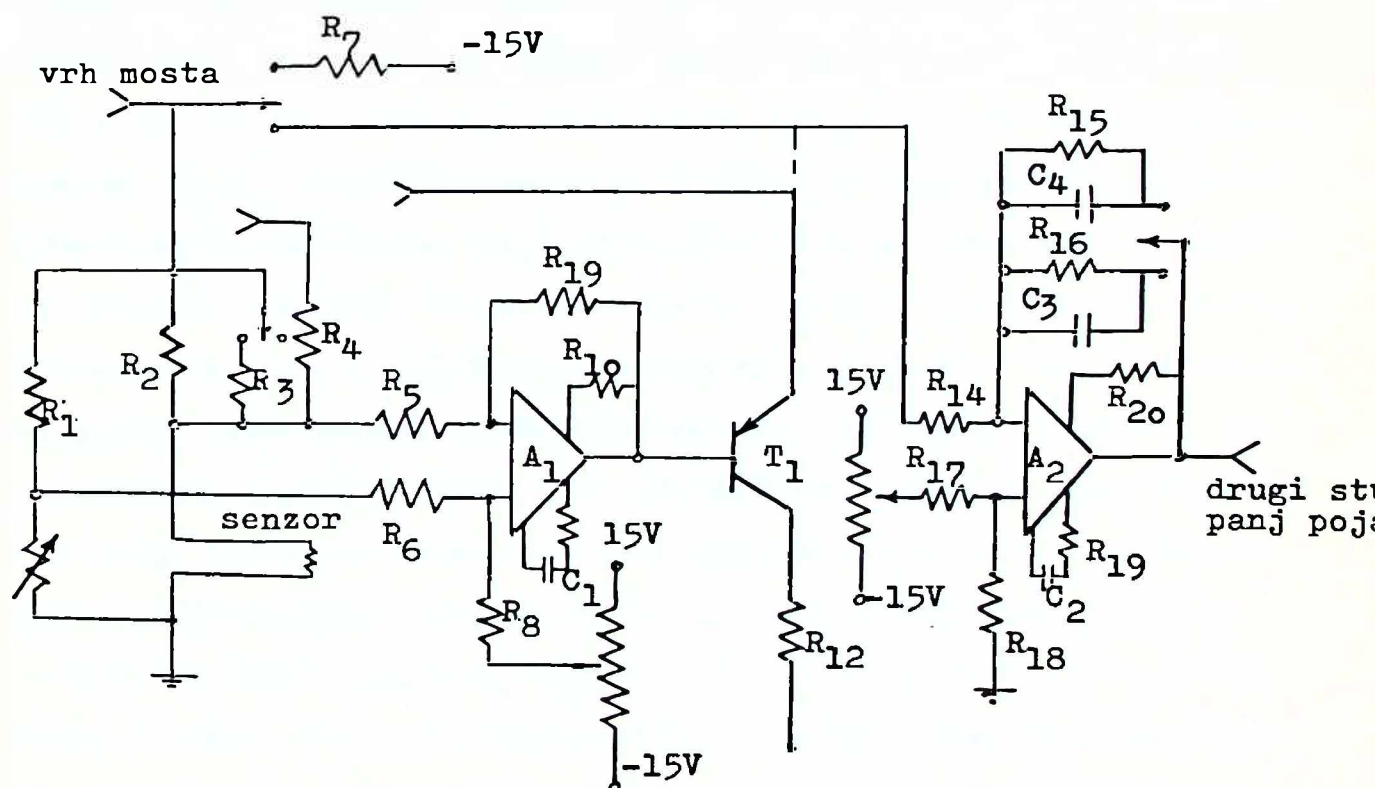 R7
-15V
vrh mosta
R15
C4
R16
C3
R19
R4
R2
R3
R10
R1
R5
15V
R14
R20
A1
T1
R17
A2
senzor
R6
15V
drugi stu
panj poja
C1
-15V
R19
C2
R8
R12
R18
-15V